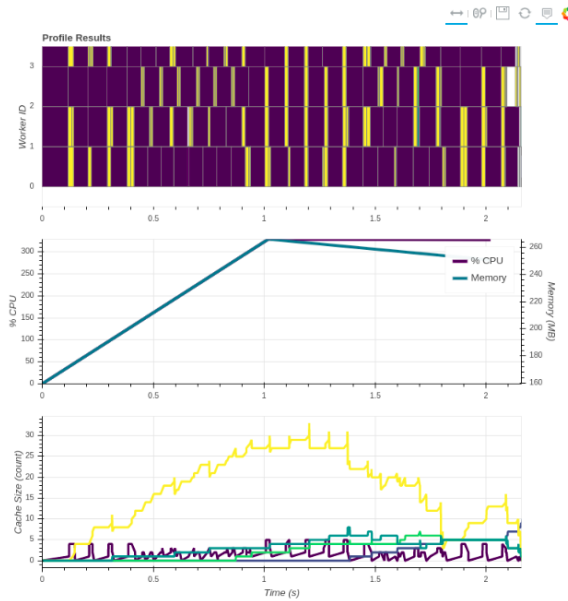 Profile Results
3
2
1
0
Worker ID
0 0.5 1 1.5 2
300
250
200
150
100
50
0
% CPU
% CPU
Memory
260
240
220
200
180
160
Memory (MB)
0 0.5 1 1.5 2
30
25
20
15
10
5
0
Cache Size (count)
0 0.5 1 1.5 2
Time (s)